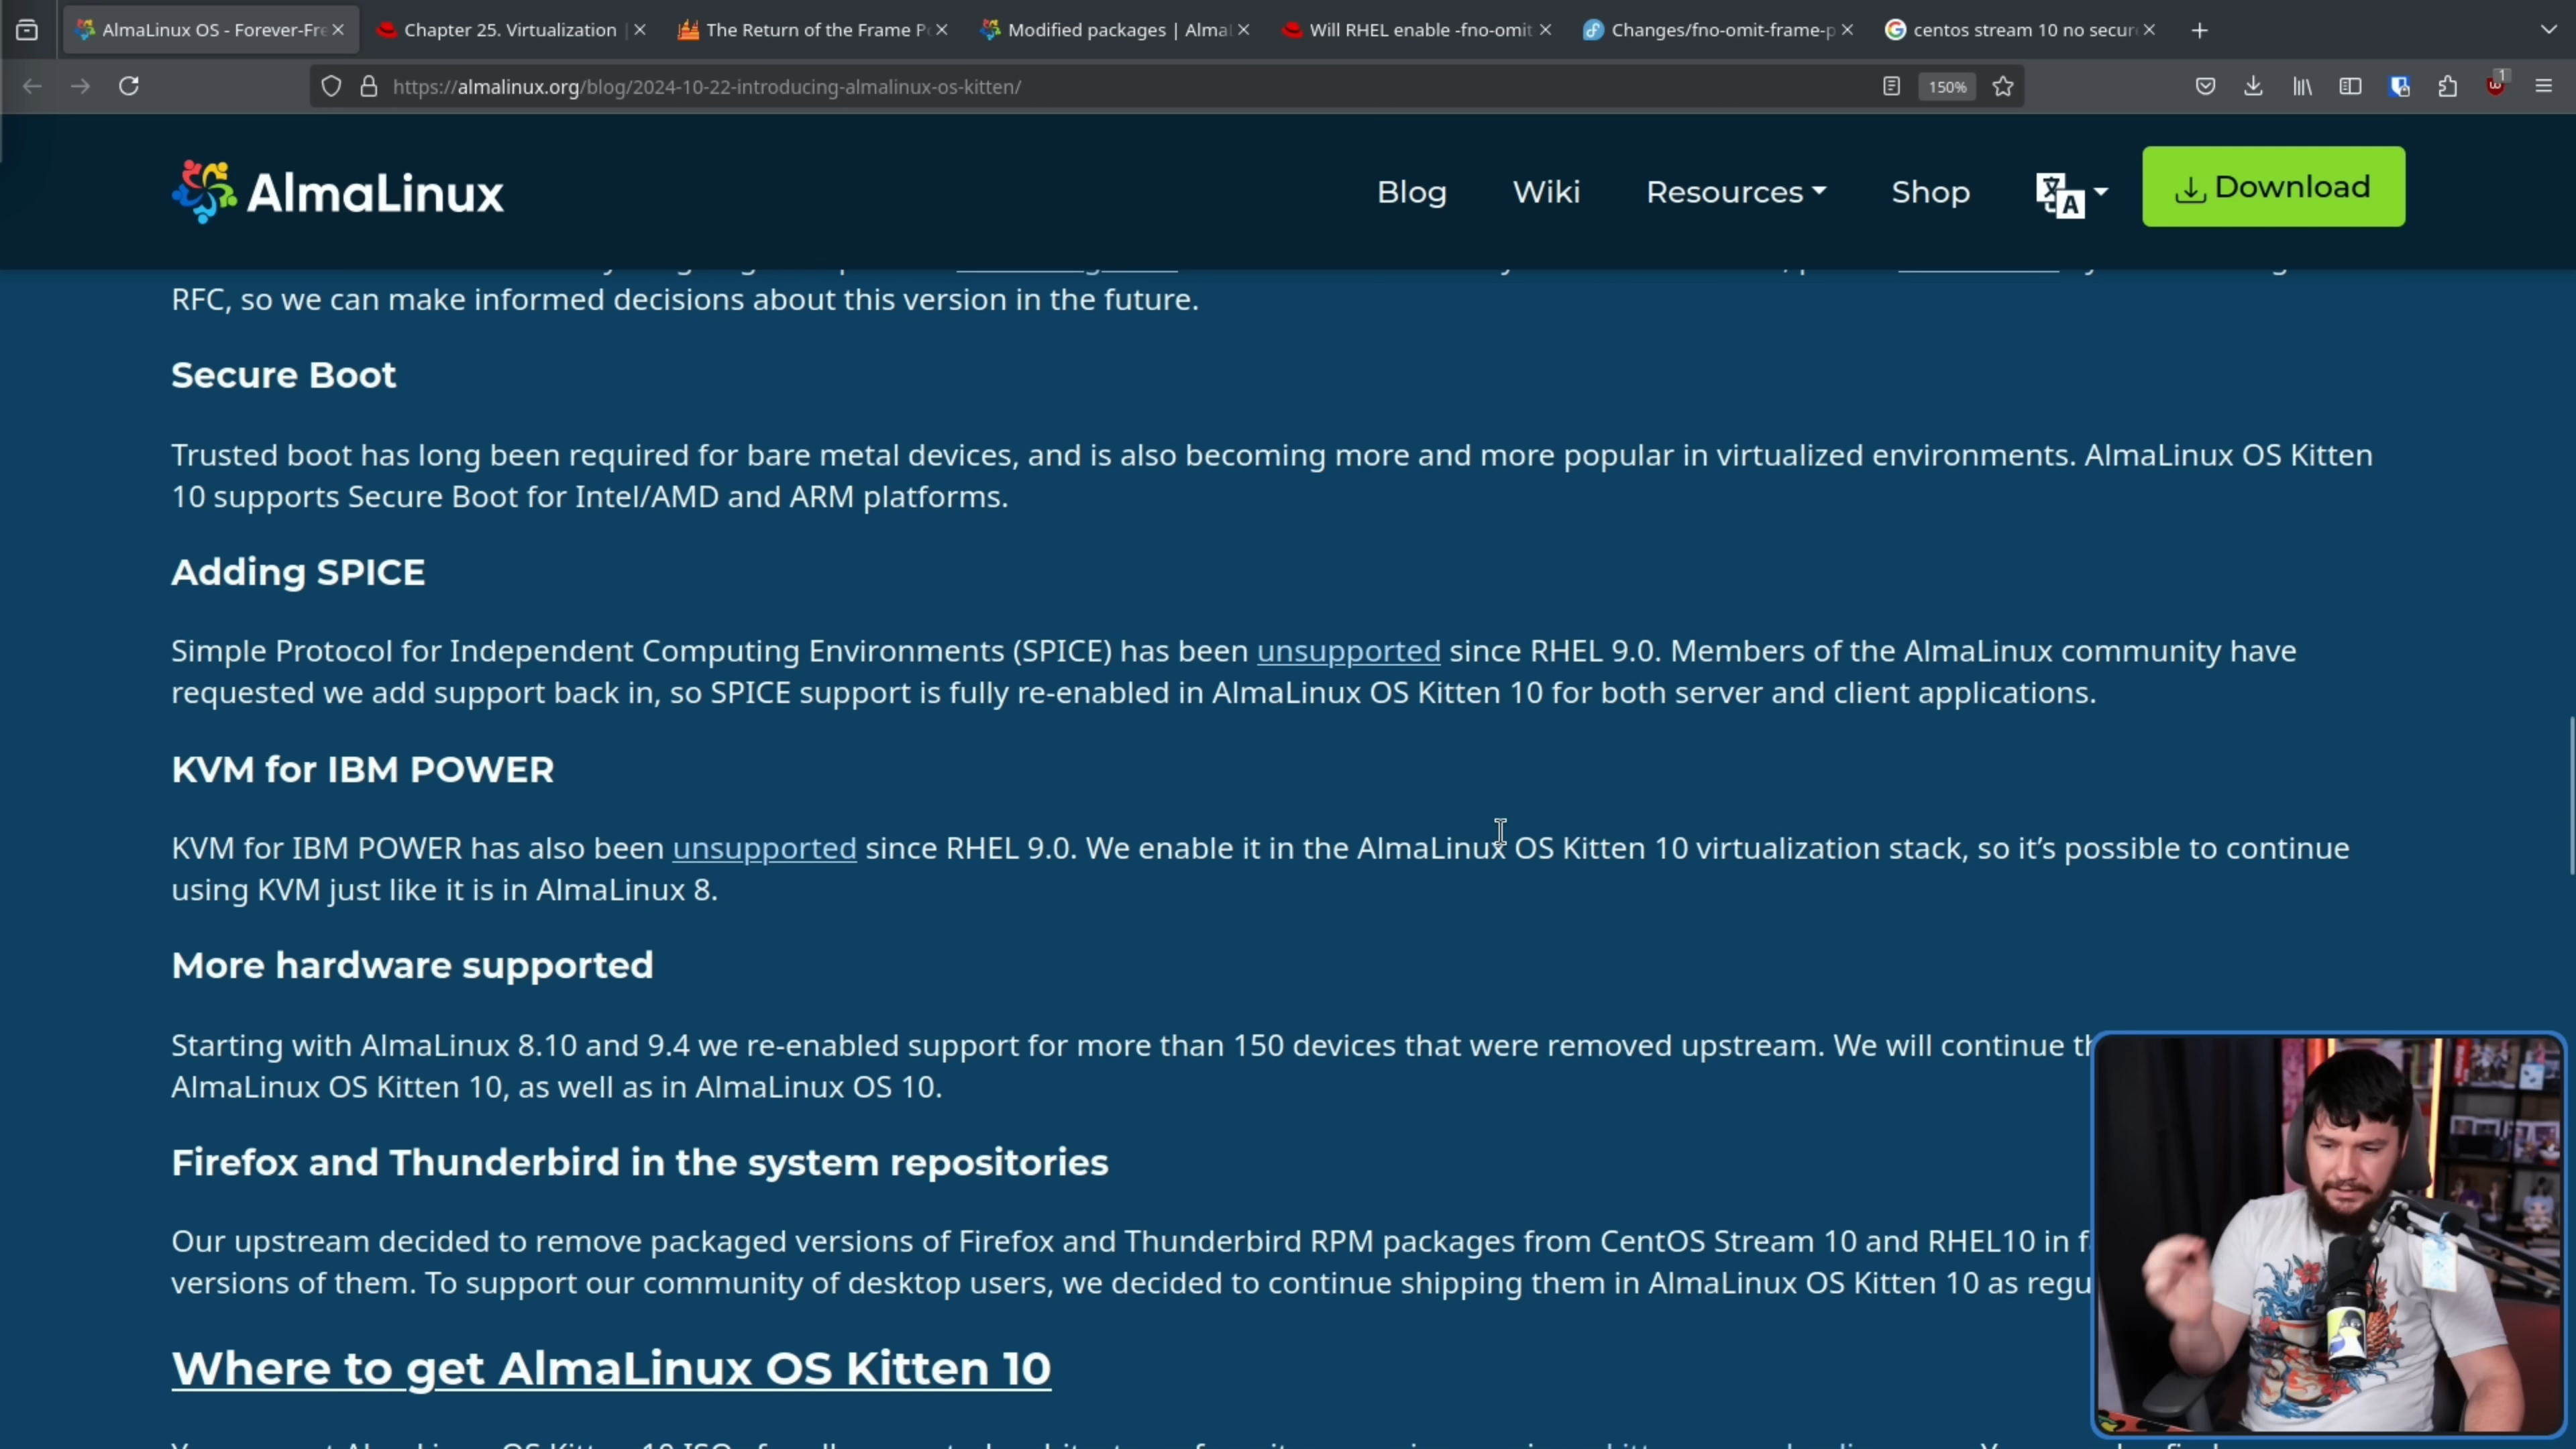 AlmaLinux OS - Forever-Fre
Chapter 25. Virtualization |
The Return of the Frame Po
Modified packages | Alma
Will RHEL enable -fno-omit
Changes/fno-omit-frame-p
centos stream 10 no secur
https://almalinux.org/blog/2024-10-22-introducing-almalinux-os-kitten/
150%
1
AlmaLinux
Blog
Wiki
Resources
Shop
Download
RFC, so we can make informed decisions about this version in the future.
Secure Boot
Trusted boot has long been required for bare metal devices, and is also becoming more and more popular in virtualized environments. AlmaLinux OS Kitten
10 supports Secure Boot for Intel/AMD and ARM platforms.
Adding SPICE
Simple Protocol for Independent Computing Environments (SPICE) has been unsupported since RHEL 9.0. Members of the AlmaLinux community have
requested we add support back in, so SPICE support is fully re-enabled in AlmaLinux OS Kitten 10 for both server and client applications.
KVM for IBM POWER
KVM for IBM POWER has also been unsupported since RHEL 9.0. We enable it in the AlmaLinux OS Kitten 10 virtualization stack, so it’s possible to continue
using KVM just like it is in AlmaLinux 8.
More hardware supported
Starting with AlmaLinux 8.10 and 9.4 we re-enabled support for more than 150 devices that were removed upstream. We will continue th
AlmaLinux OS Kitten 10, as well as in AlmaLinux OS 10.
Firefox and Thunderbird in the system repositories
Our upstream decided to remove packaged versions of Firefox and Thunderbird RPM packages from CentOS Stream 10 and RHEL10 in f
versions of them. To support our community of desktop users, we decided to continue shipping them in AlmaLinux OS Kitten 10 as regu
Where to get AlmaLinux OS Kitten 10